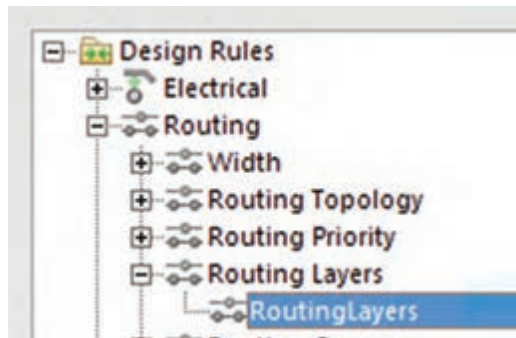 Design Rules
Electrical
Routing
Width
Routing Topology
Routing Priority
Routing Layers
RoutingLayers